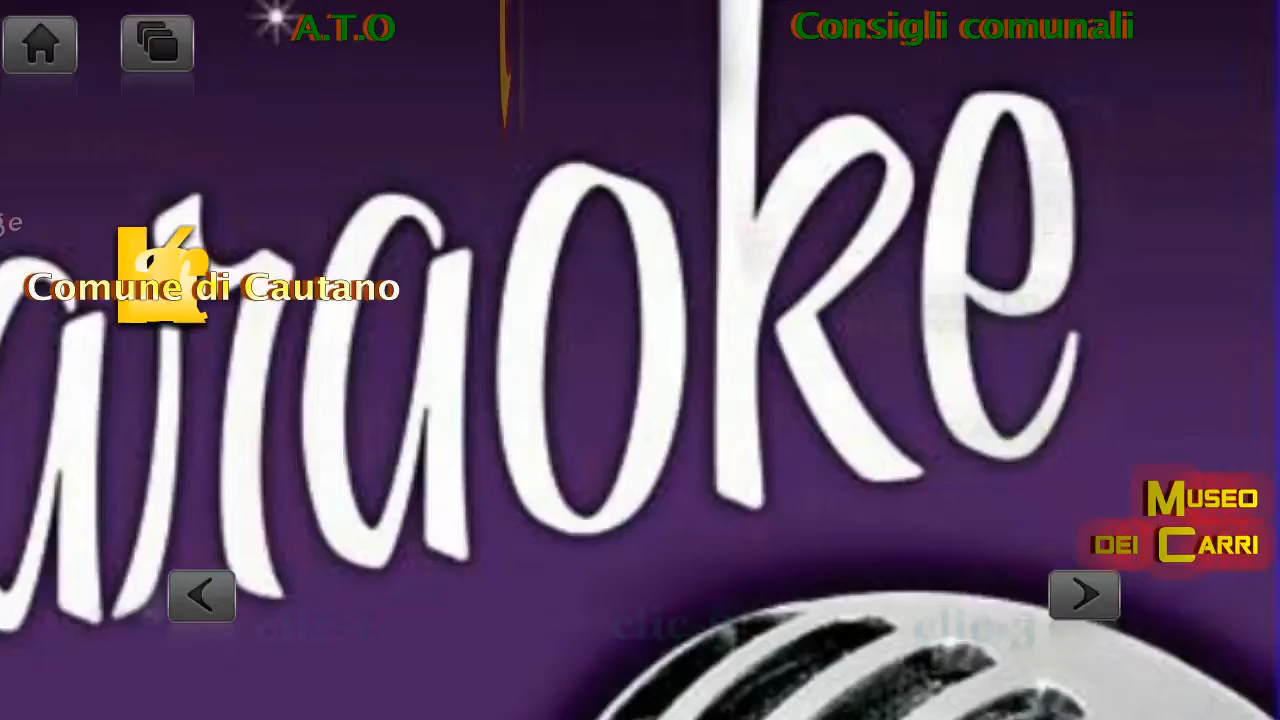 A.T.O
Consigli comunali
Comune di Cautano
araoke
Museo
dei Carri